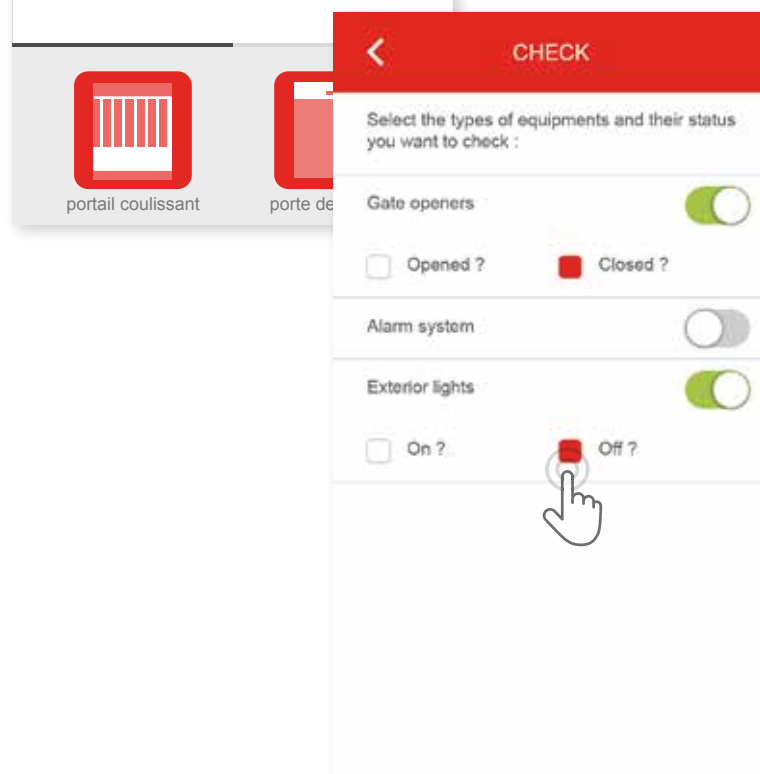 CHECK
Select the types of equipments and their status
you want to check :
Gate openers
Opened ?
Closed ?
Alarm system
Exterior lights
On ?
Off ?
portail coulissant
porte de